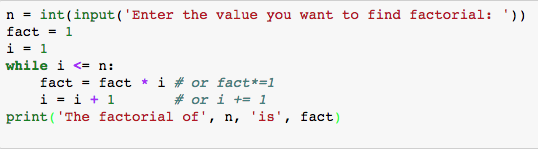 n = int(input('Enter the value you want to find factorial: '))
fact = 1
i = 1
while i <= n:
    fact = fact * i # or fact*=1
    i = i + 1       # or i += 1
print('The factorial of', n, 'is', fact)